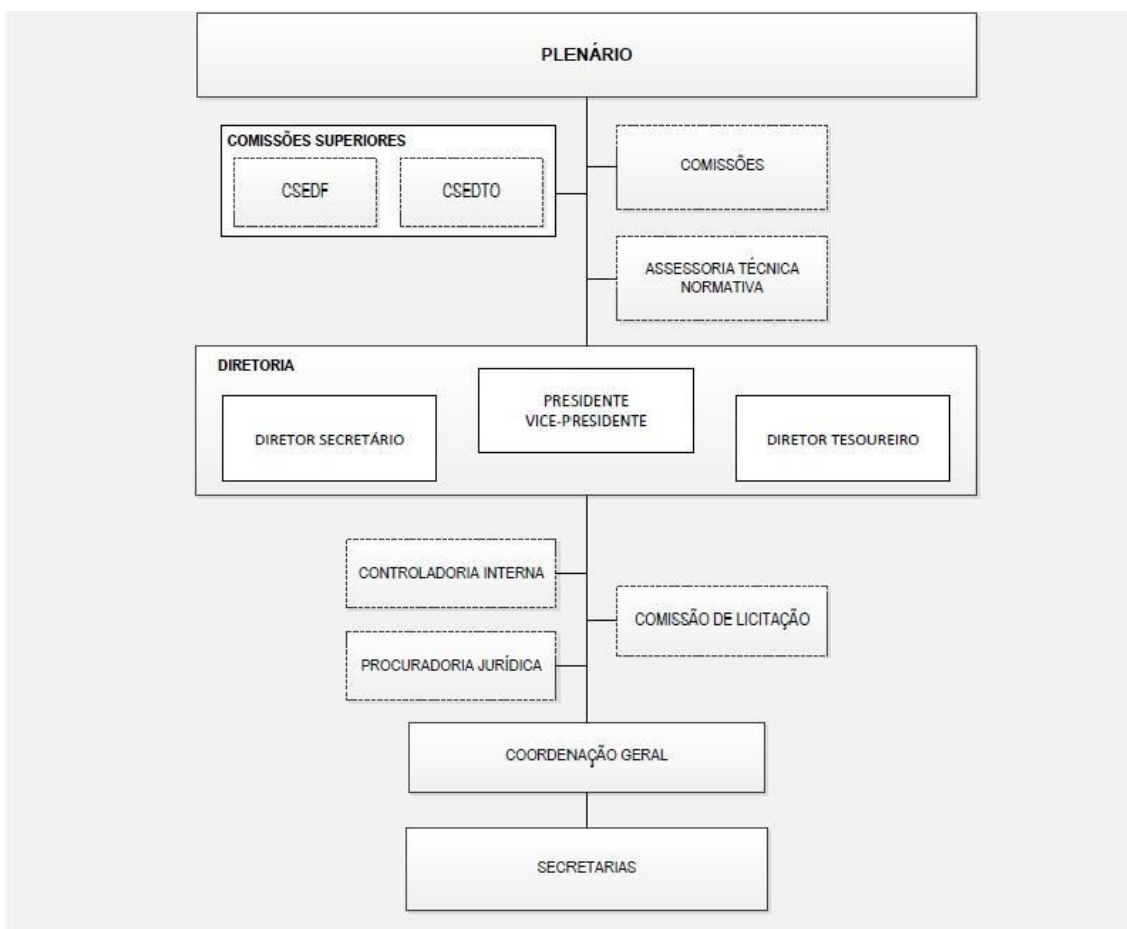 PLENÁRIO
COMISSÕES SUPERIORES
CSEDF
CSEDTO
COMISSÕES
ASSESSORIA TÉCNICA
NORMATIVA
DIRETORIA
PRESIDENTE
VICE-PRESIDENTE
DIRETOR SECRETÁRIO
DIRETOR TESOUREIRO
CONTROLADORIA INTERNA
COMISSÃO DE LICITAÇÃO
PROCURADORIA JURÍDICA
COORDENAÇÃO GERAL
SECRETARIAS